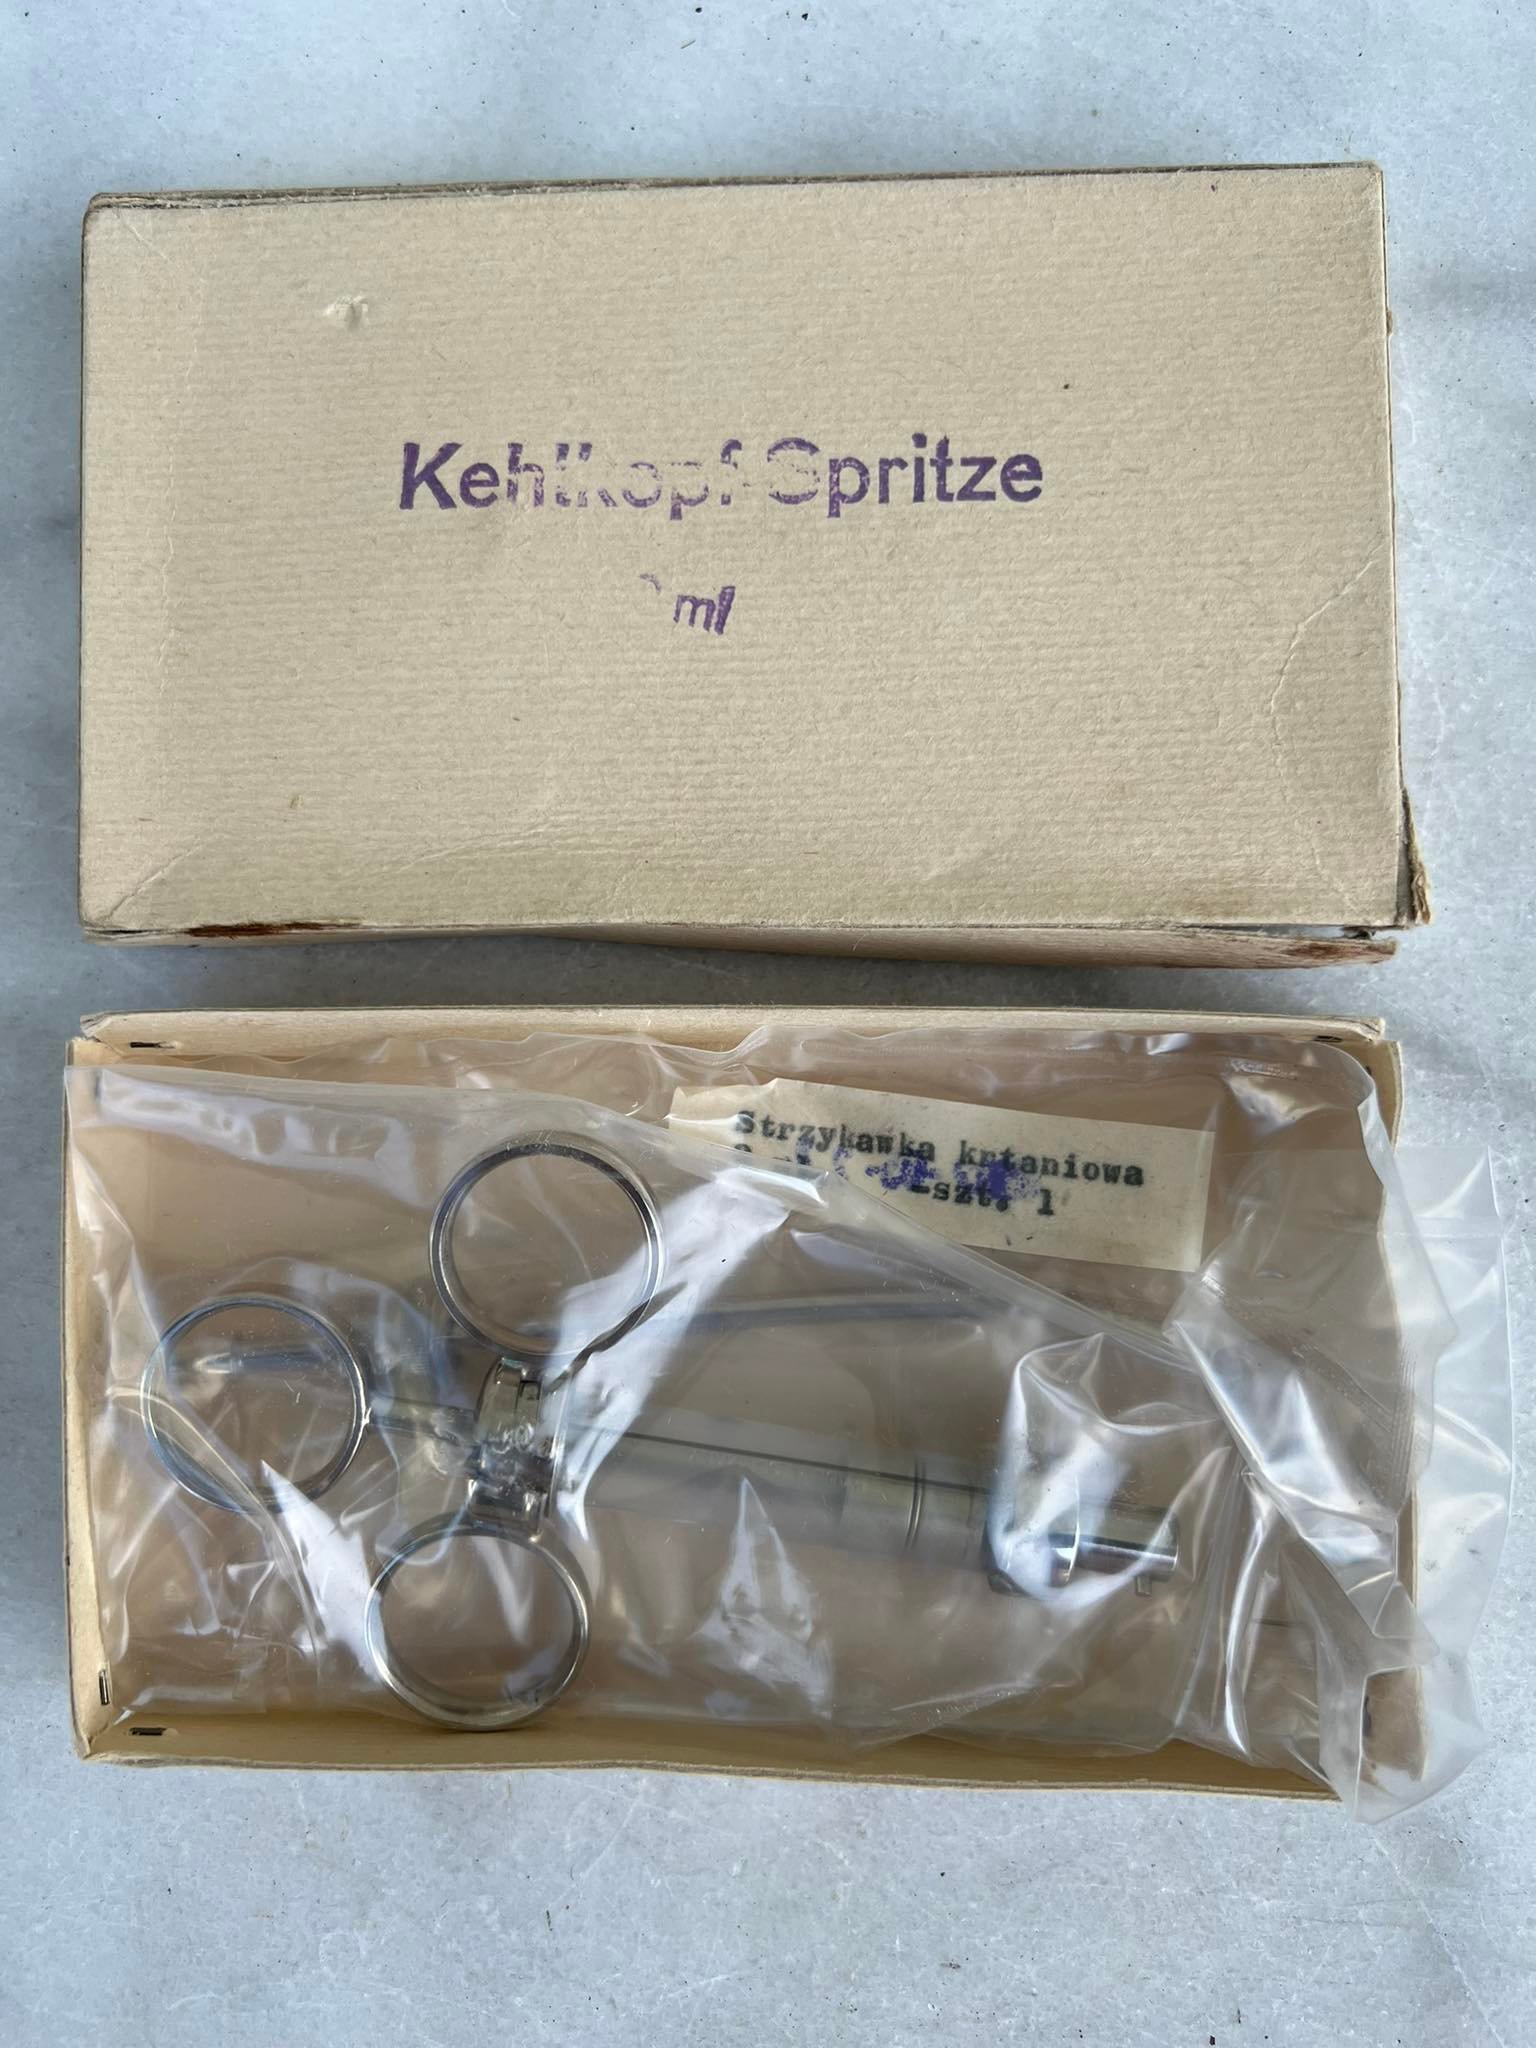 Kehlkopf-Spritze
ml
Strzykawka krtaniowa
-szt. 1